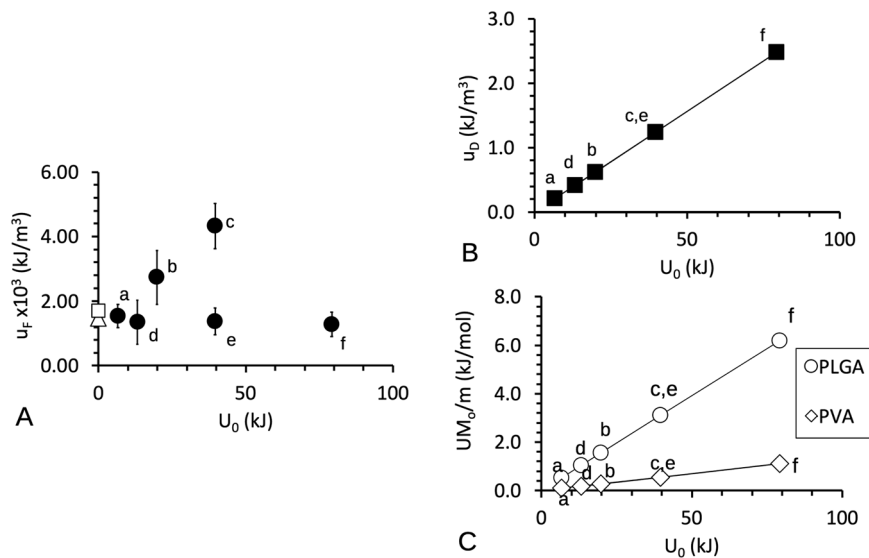 6.00
4.00
2.00
0.00
u_F x10³ (kJ/m³)
a
b
c
d
e
f
0
50
100
U₀ (kJ)
A
3.0
2.0
1.0
0.0
u_D (kJ/m³)
a
d
b
c,e
f
0
50
100
U₀ (kJ)
B
8.0
6.0
4.0
2.0
0.0
UM₀/m (kJ/mol)
a
d
b
c,e
f
a
d
b
c,e
f
PLGA
PVA
0
50
100
U₀ (kJ)
C